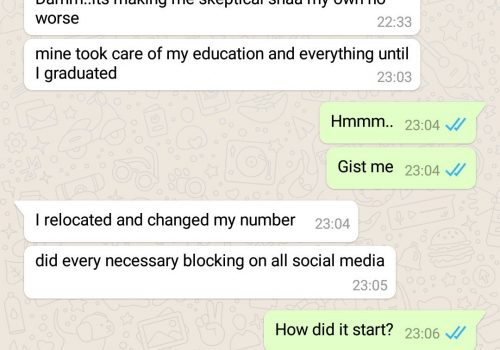 Damm..its making me skeptical shaa my own no
worse
22:33
mine took care of my education and everything until
I graduated
23:03
Hmmm.. 23:04
Gist me 23:04
I relocated and changed my number 23:04
did every necessary blocking on all social media
23:05
How did it start? 23:06